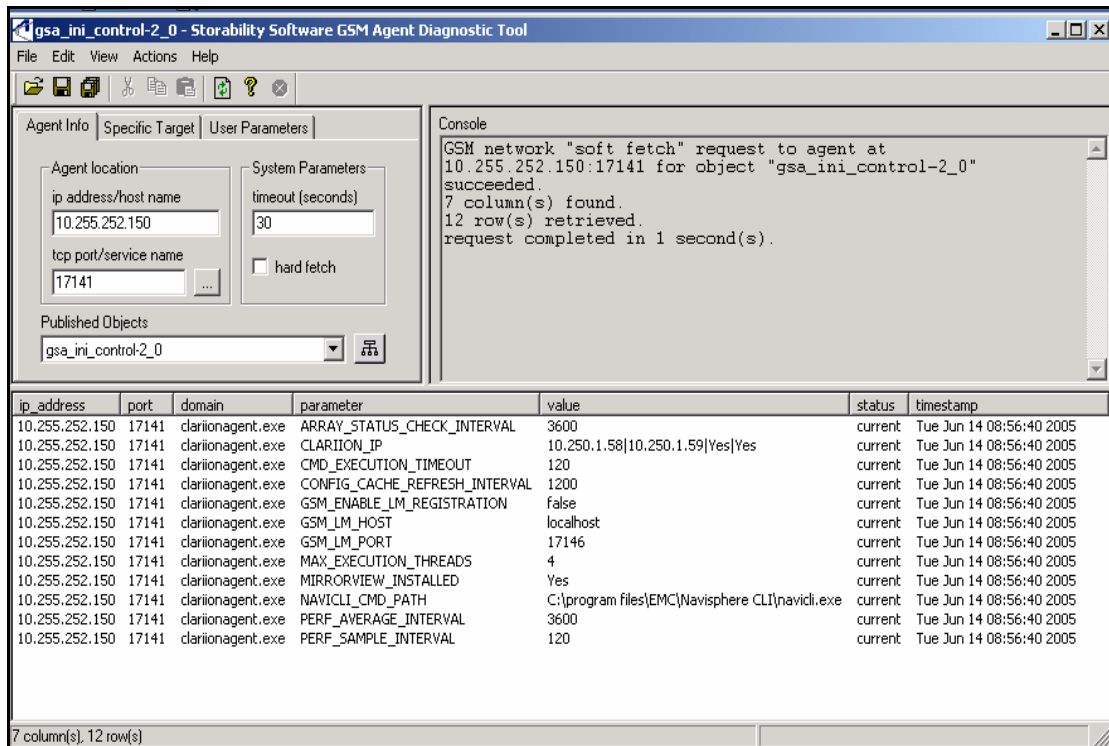 gsa_ini_control-2_0 - Storability Software GSM Agent Diagnostic Tool
File Edit View Actions Help
Agent Info Specific Target User Parameters
Agent location
ip address/host name
10.255.252.150
tcp port/service name
17141
...
System Parameters
timeout (seconds)
30
hard fetch
Published Objects
gsa_ini_control-2_0
Console
GSM network "soft fetch" request to agent at
10.255.252.150:17141 for object "gsa_ini_control-2_0"
succeeded.
7 column(s) found.
12 row(s) retrieved.
request completed in 1 second(s).
ip_address port domain parameter value status timestamp
10.255.252.150 17141 clariionagent.exe ARRAY_STATUS_CHECK_INTERVAL 3600 current Tue Jun 14 08:56:40 2005
10.255.252.150 17141 clariionagent.exe CLARIION_IP 10.250.1.58|10.250.1.59|Yes|Yes current Tue Jun 14 08:56:40 2005
10.255.252.150 17141 clariionagent.exe CMD_EXECUTION_TIMEOUT 120 current Tue Jun 14 08:56:40 2005
10.255.252.150 17141 clariionagent.exe CONFIG_CACHE_REFRESH_INTERVAL 1200 current Tue Jun 14 08:56:40 2005
10.255.252.150 17141 clariionagent.exe GSM_ENABLE_LM_REGISTRATION false current Tue Jun 14 08:56:40 2005
10.255.252.150 17141 clariionagent.exe GSM_LM_HOST localhost current Tue Jun 14 08:56:40 2005
10.255.252.150 17141 clariionagent.exe GSM_LM_PORT 17146 current Tue Jun 14 08:56:40 2005
10.255.252.150 17141 clariionagent.exe MAX_EXECUTION_THREADS 4 current Tue Jun 14 08:56:40 2005
10.255.252.150 17141 clariionagent.exe MIRRORVIEW_INSTALLED Yes current Tue Jun 14 08:56:40 2005
10.255.252.150 17141 clariionagent.exe NAVICLI_CMD_PATH C:\program files\EMC\Navisphere CLI\navicli.exe current Tue Jun 14 08:56:40 2005
10.255.252.150 17141 clariionagent.exe PERF_AVERAGE_INTERVAL 3600 current Tue Jun 14 08:56:40 2005
10.255.252.150 17141 clariionagent.exe PERF_SAMPLE_INTERVAL 120 current Tue Jun 14 08:56:40 2005
7 column(s), 12 row(s)